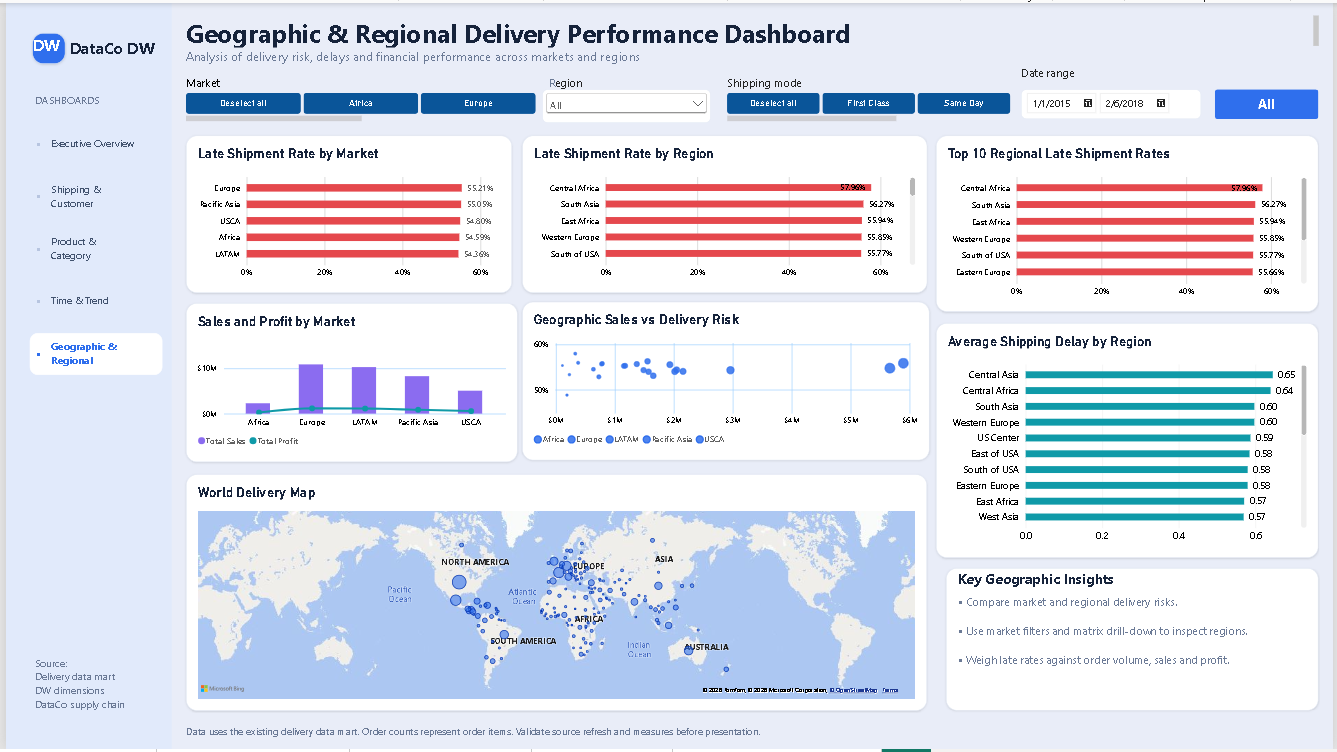 DW DataCo DW
DASHBOARDS
Executive Overview
Shipping &
Customer
Product &
Category
Time & Trend
Geographic &
Regional
Source:
Delivery data mart
DW dimensions
DataCo supply chain
Geographic & Regional Delivery Performance Dashboard
Analysis of delivery risk, delays and financial performance across markets and regions
Market
Deselect all Africa Europe
Region
All
Shipping mode
Deselect all First Class Same Day
Date range
1/1/2015 2/6/2018
All
Late Shipment Rate by Market
Europe 55.21%
Pacific Asia 55.05%
USCA 54.80%
Africa 54.59%
LATAM 54.36%
0% 20% 40% 60%
Late Shipment Rate by Region
Central Africa 57.96%
South Asia 56.27%
East Africa 55.94%
Western Europe 55.85%
South of USA 55.77%
0% 20% 40% 60%
Top 10 Regional Late Shipment Rates
Central Africa 57.96%
South Asia 56.27%
East Africa 55.94%
Western Europe 55.85%
South of USA 55.77%
Eastern Europe 55.66%
0% 20% 40% 60%
Sales and Profit by Market
$10M
$0M
Africa Europe LATAM Pacific Asia USCA
Total Sales Total Profit
Geographic Sales vs Delivery Risk
60%
50%
$0M $1M $2M $3M $4M $5M $6M
Africa Europe LATAM Pacific Asia USCA
Average Shipping Delay by Region
Central Asia 0.65
Central Africa 0.64
South Asia 0.60
Western Europe 0.60
US Center 0.59
East of USA 0.58
South of USA 0.58
Eastern Europe 0.58
East Africa 0.57
West Asia 0.57
0.0 0.2 0.4 0.6
World Delivery Map
NORTH AMERICA
EUROPE
ASIA
Pacific
Ocean
Atlantic
Ocean
AFRICA
SOUTH AMERICA
Indian
Ocean
AUSTRALIA
Microsoft Bing
© 2026 TomTom, © 2026 Microsoft Corporation, © OpenStreetMap Terms
Key Geographic Insights
• Compare market and regional delivery risks.
• Use market filters and matrix drill-down to inspect regions.
• Weigh late rates against order volume, sales and profit.
Data uses the existing delivery data mart. Order counts represent order items. Validate source refresh and measures before presentation.